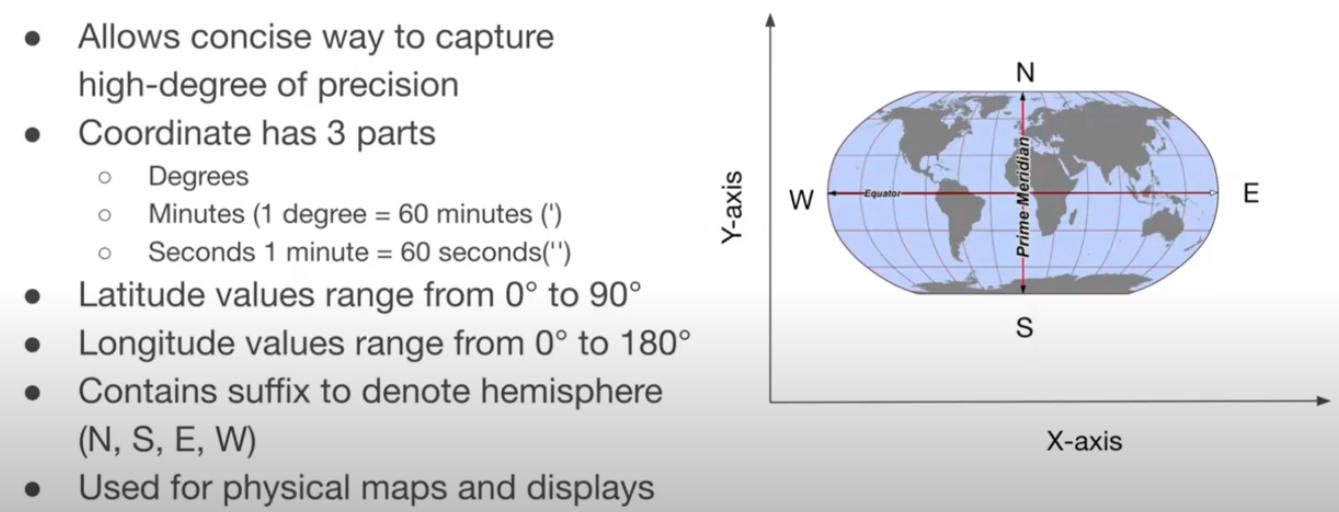 ● Allows concise way to capture
high-degree of precision
● Coordinate has 3 parts
○ Degrees
○ Minutes (1 degree = 60 minutes (')
○ Seconds 1 minute = 60 seconds('')
● Latitude values range from 0° to 90°
● Longitude values range from 0° to 180°
● Contains suffix to denote hemisphere
(N, S, E, W)
● Used for physical maps and displays
Y-axis
N
W
Equator
Prime Meridian
E
S
X-axis